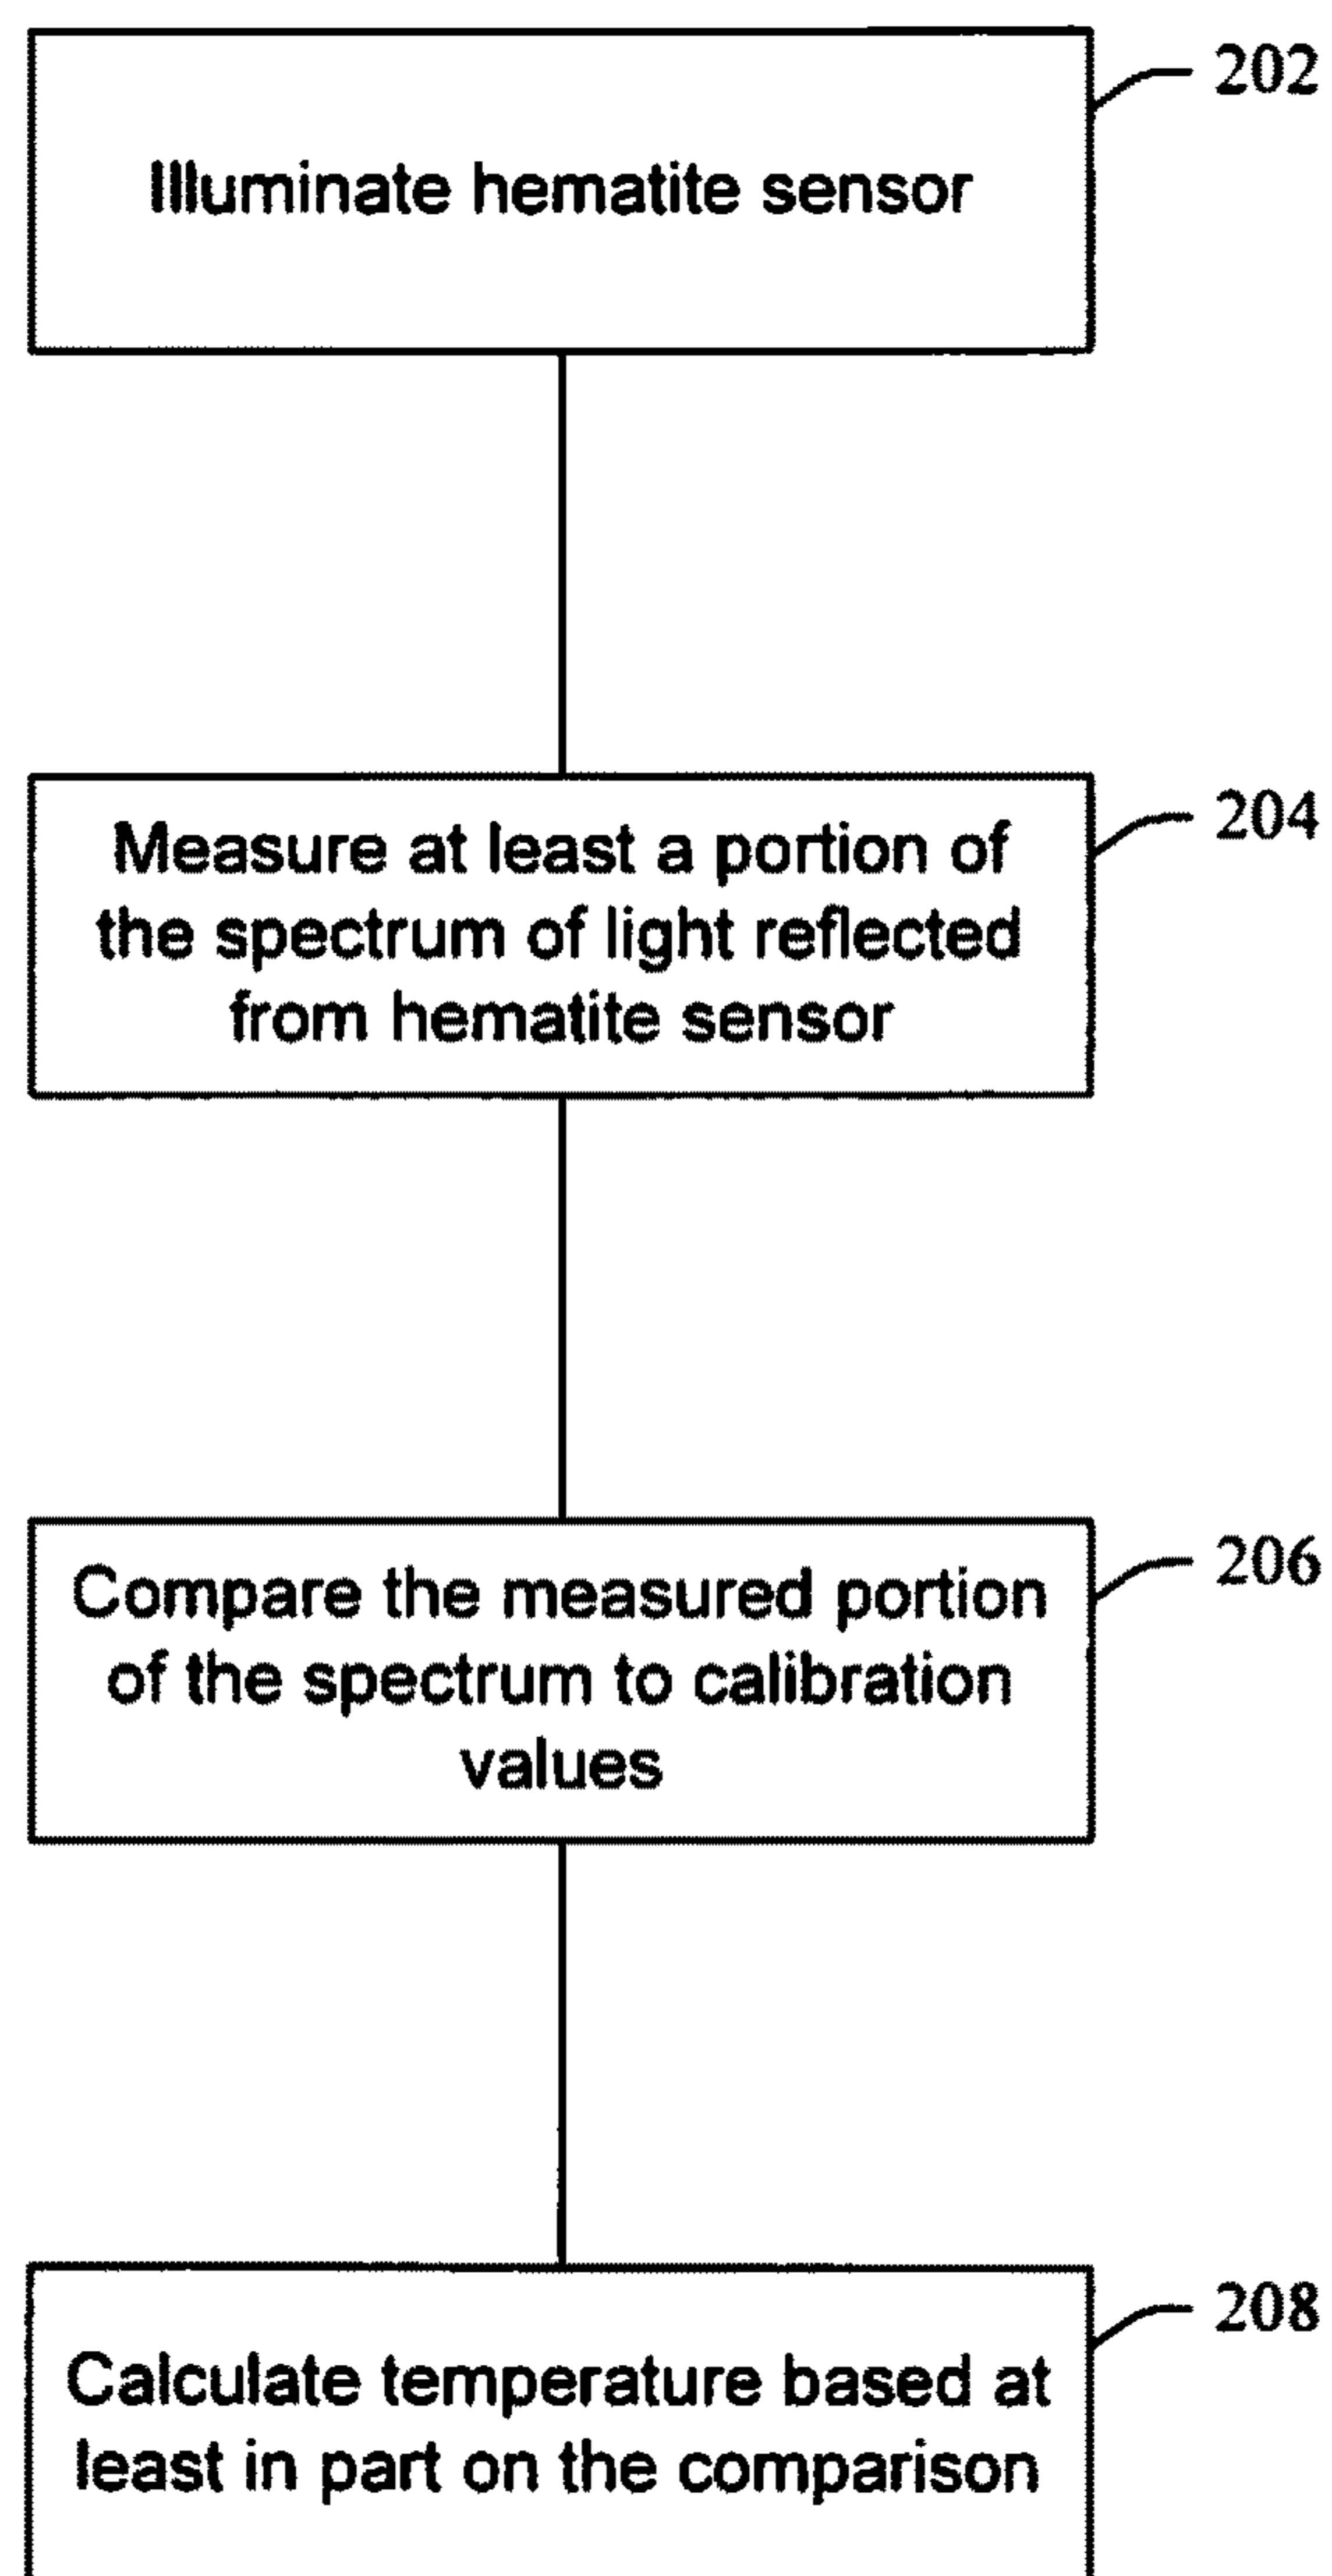 202
Illuminate hematite sensor
204
Measure at least a portion of
the spectrum of light reflected
from hematite sensor
206
Compare the measured portion
of the spectrum to calibration
values
208
Calculate temperature based at
least in part on the comparison